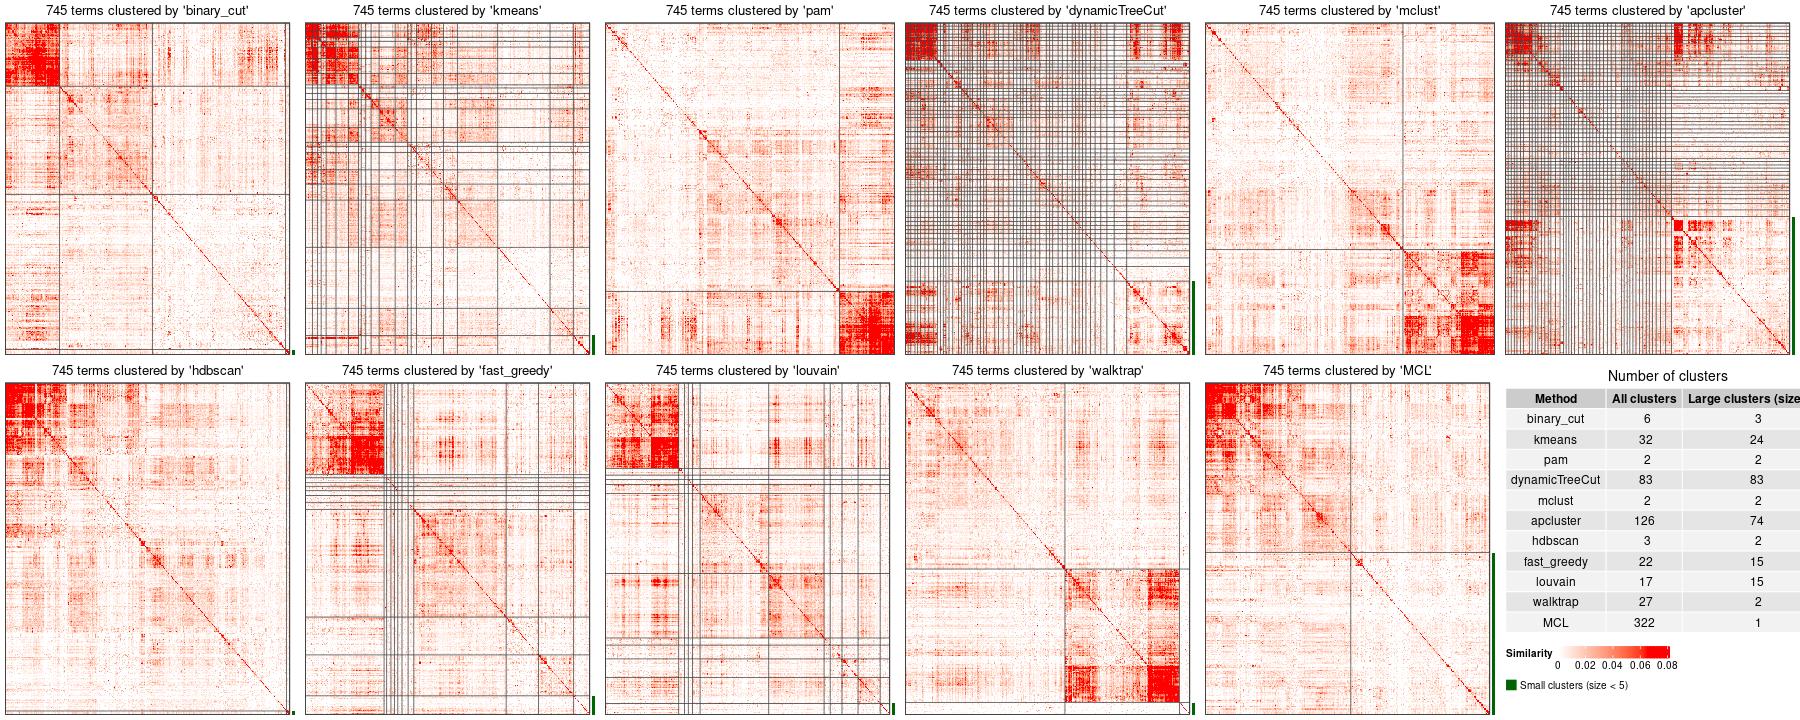 745 terms clustered by 'binary_cut'
745 terms clustered by 'kmeans'
745 terms clustered by 'pam'
745 terms clustered by 'dynamicTreeCut'
745 terms clustered by 'mclust'
745 terms clustered by 'apcluster'
745 terms clustered by 'hdbscan'
745 terms clustered by 'fast_greedy'
745 terms clustered by 'louvain'
745 terms clustered by 'walktrap'
745 terms clustered by 'MCL'
Number of clusters
Method All clusters Large clusters (size
binary_cut 6 3
kmeans 32 24
pam 2 2
dynamicTreeCut 83 83
mclust 2 2
apcluster 126 74
hdbscan 3 2
fast_greedy 22 15
louvain 17 15
walktrap 27 2
MCL 322 1
Similarity
0 0.02 0.04 0.06 0.08
Small clusters (size < 5)